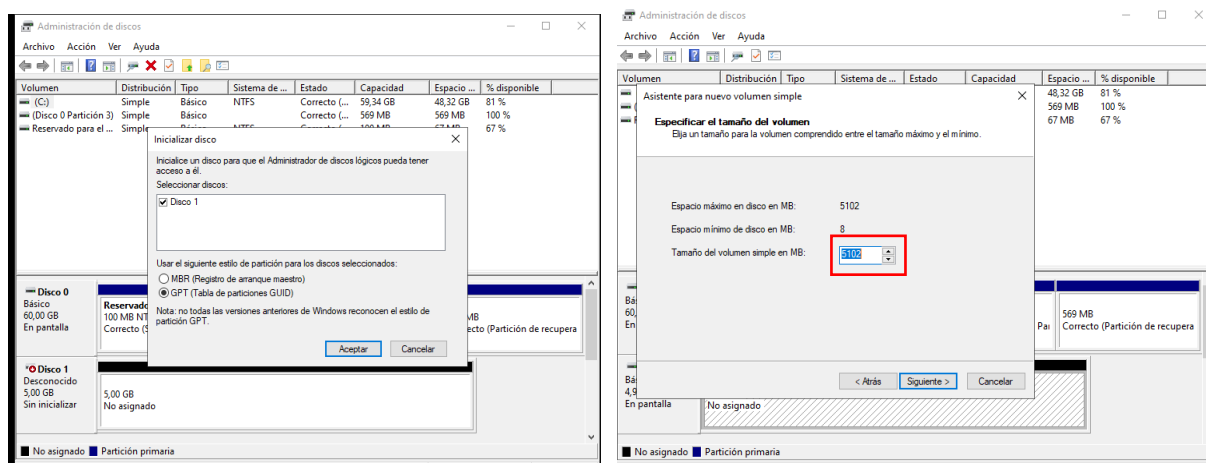 Administración de discos
Archivo Acción Ver Ayuda
Volumen Distribución Tipo Sistema de ... Estado Capacidad Espacio ... % disponible
(C:) Simple Básico NTFS Correcto (... 59,34 GB 48,32 GB 81 %
(Disco 0 Partición 3) Simple Básico Correcto (... 569 MB 569 MB 100 %
Reservado para el ... Simple 67 %
Inicializar disco
Inicialice un disco para que el Administrador de discos lógicos pueda tener
acceso a él.
Seleccionar discos:
Disco 1
Usar el siguiente estilo de partición para los discos seleccionados:
MBR (Registro de arranque maestro)
GPT (Tabla de particiones GUID)
Nota: no todas las versiones anteriores de Windows reconocen el estilo de
partición GPT.
Aceptar Cancelar
Disco 0
Básico
60,00 GB
En pantalla
Reservado
100 MB NT
Correcto (S
MB
ecto (Partición de recupera
Disco 1
Desconocido
5,00 GB
Sin inicializar
5,00 GB
No asignado
No asignado Partición primaria
Administración de discos
Archivo Acción Ver Ayuda
Volumen Distribución Tipo Sistema de ... Estado Capacidad Espacio ... % disponible
48,32 GB 81 %
569 MB 100 %
67 MB 67 %
Asistente para nuevo volumen simple
Especificar el tamaño del volumen
Elija un tamaño para la volumen comprendido entre el tamaño máximo y el mínimo.
Espacio máximo en disco en MB: 5102
Espacio mínimo de disco en MB: 8
Tamaño del volumen simple en MB: 5102
< Atrás Siguiente > Cancelar
Bá
60,
En
569 MB
Correcto (Partición de recupera
Bá
4,9
En pantalla
No asignado
No asignado Partición primaria